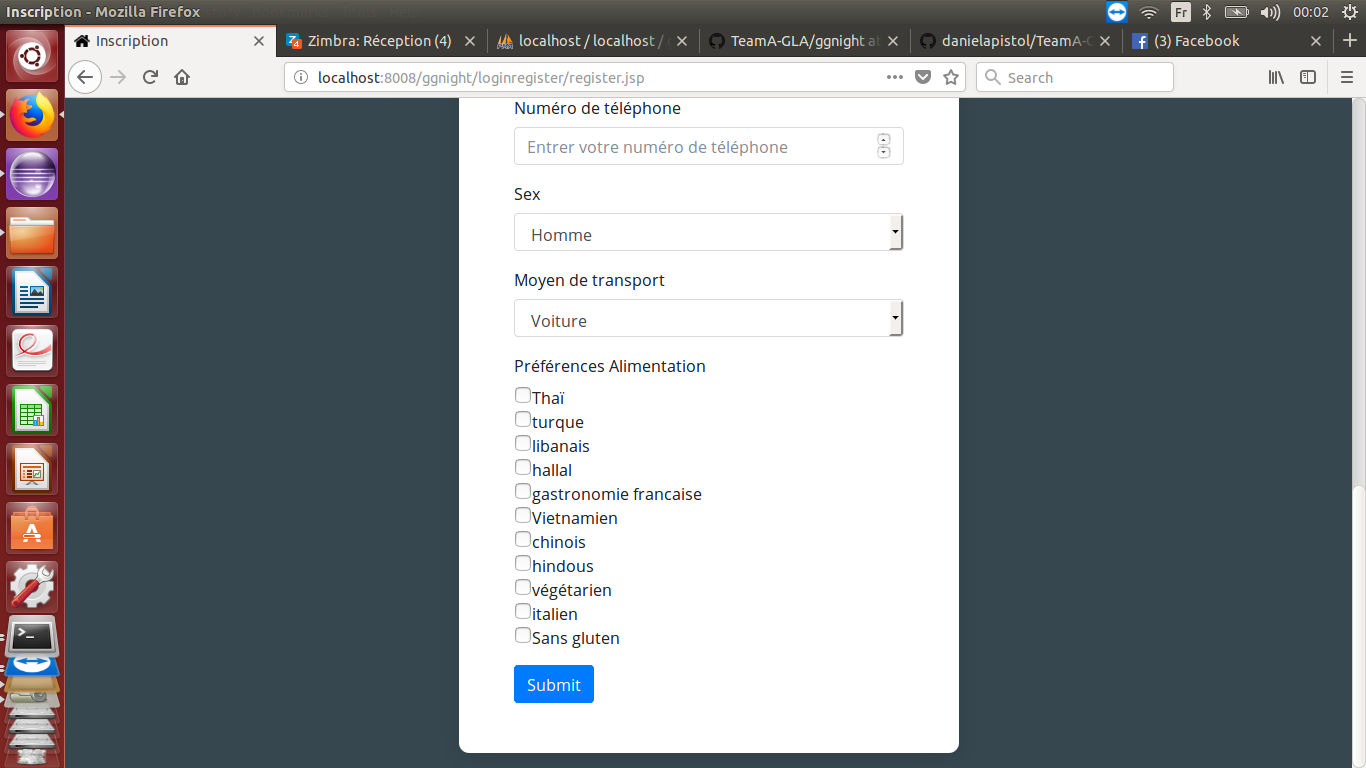 Inscription - Mozilla Firefox
Fr
00:02
Inscription
Zimbra: Réception (4)
localhost / localhost /
TeamA-GLA/ggnight at
danielapistol/TeamA-G
(3) Facebook
localhost:8008/ggnight/loginregister/register.jsp
Search
Numéro de téléphone
Entrer votre numéro de téléphone
Sex
Homme
Moyen de transport
Voiture
Préférences Alimentation
Thaï
turque
libanais
hallal
gastronomie francaise
Vietnamien
chinois
hindous
végétarien
italien
Sans gluten
Submit